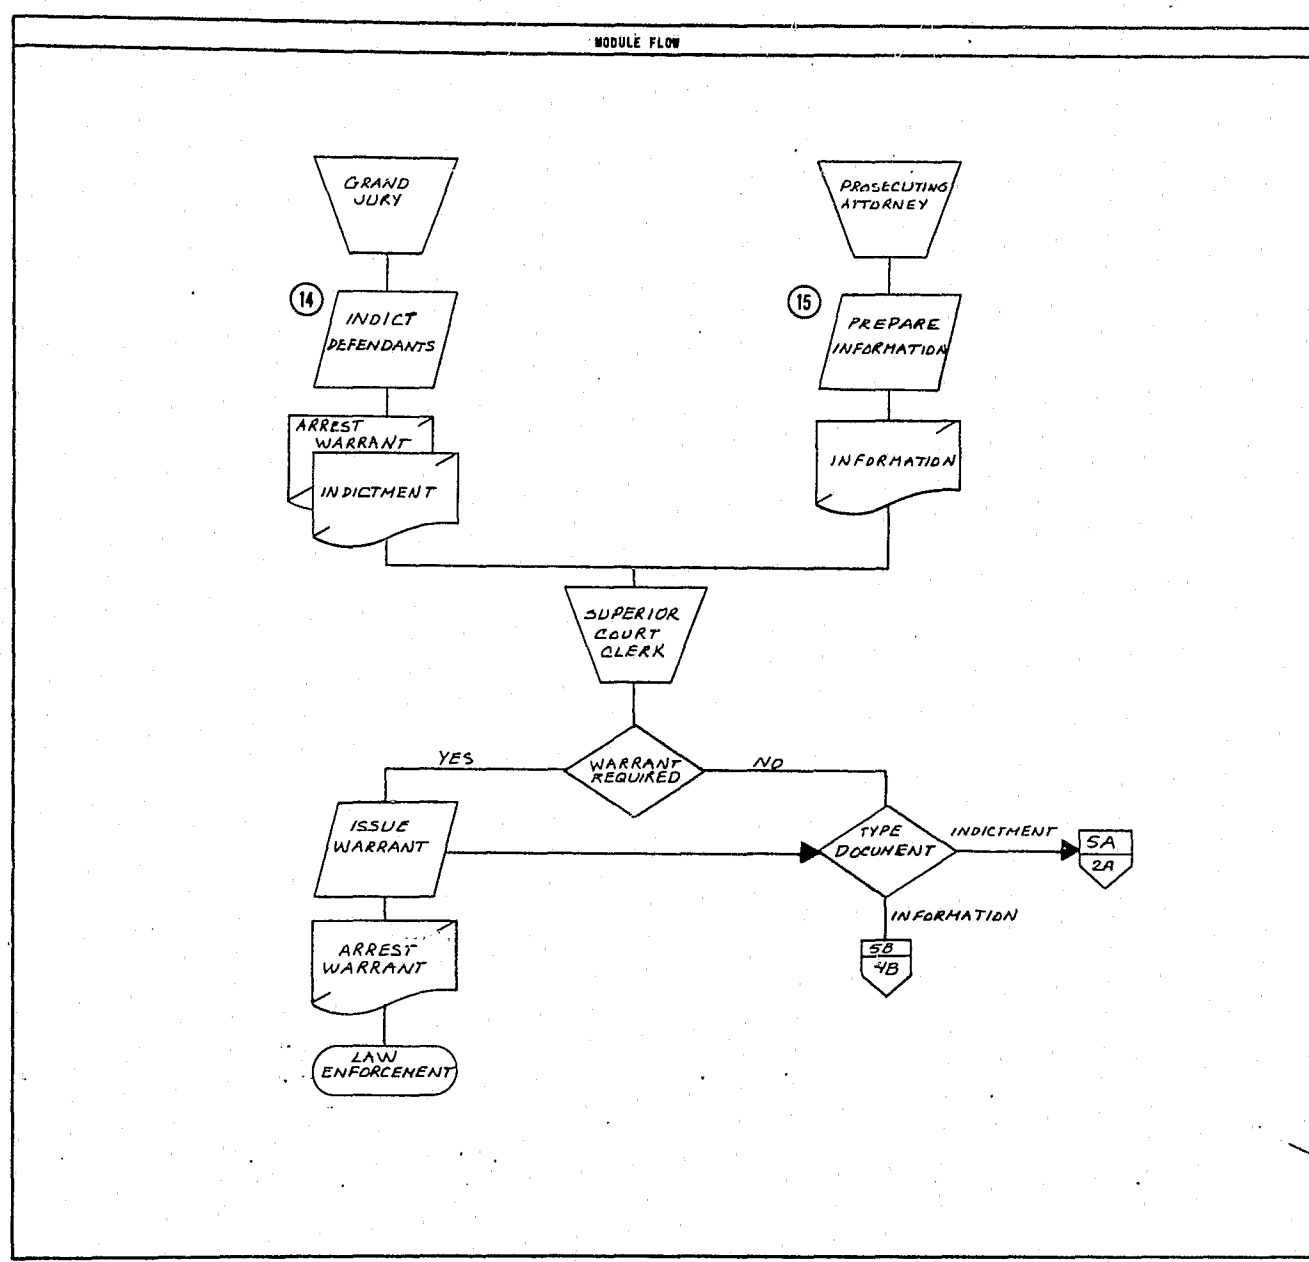 MODULE FLOW
GRAND
JURY
PROSECUTING
ATTORNEY
14
INDICT
DEFENDANTS
15
PREPARE
INFORMATION
ARREST
WARRANT
INDICTMENT
INFORMATION
SUPERIOR
COURT
CLERK
YES
WARRANT
REQUIRED
NO
ISSUE
WARRANT
TYPE
DOCUMENT
INDICTMENT
5A
2A
INFORMATION
5B
4B
ARREST
WARRANT
LAW
ENFORCEMENT